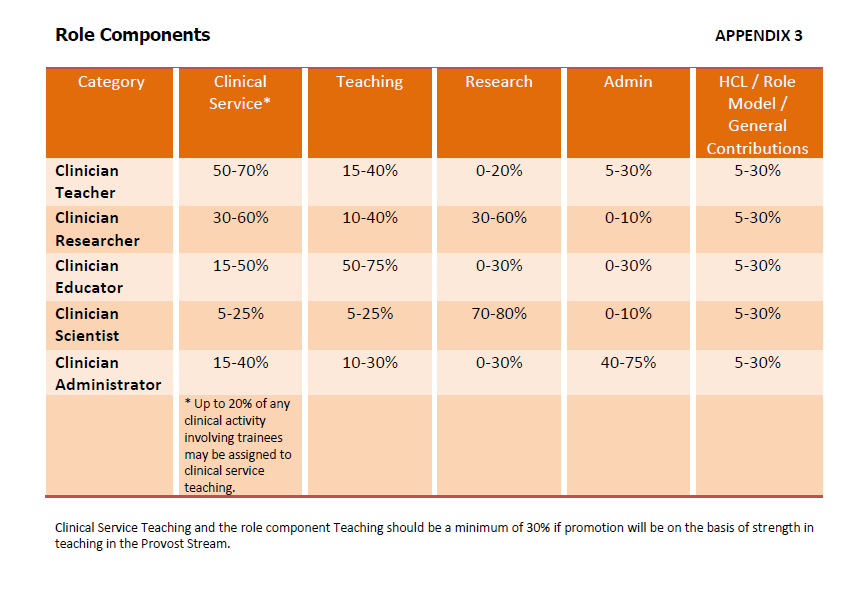 Role Components APPENDIX 3
Category Clinical Service* Teaching Research Admin HCL / Role Model / General Contributions
Clinician Teacher 50-70% 15-40% 0-20% 5-30% 5-30%
Clinician Researcher 30-60% 10-40% 30-60% 0-10% 5-30%
Clinician Educator 15-50% 50-75% 0-30% 0-30% 5-30%
Clinician Scientist 5-25% 5-25% 70-80% 0-10% 5-30%
Clinician Administrator 15-40% 10-30% 0-30% 40-75% 5-30%
* Up to 20% of any
clinical activity
involving trainees
may be assigned to
clinical service
teaching.
Clinical Service Teaching and the role component Teaching should be a minimum of 30% if promotion will be on the basis of strength in
teaching in the Provost Stream.